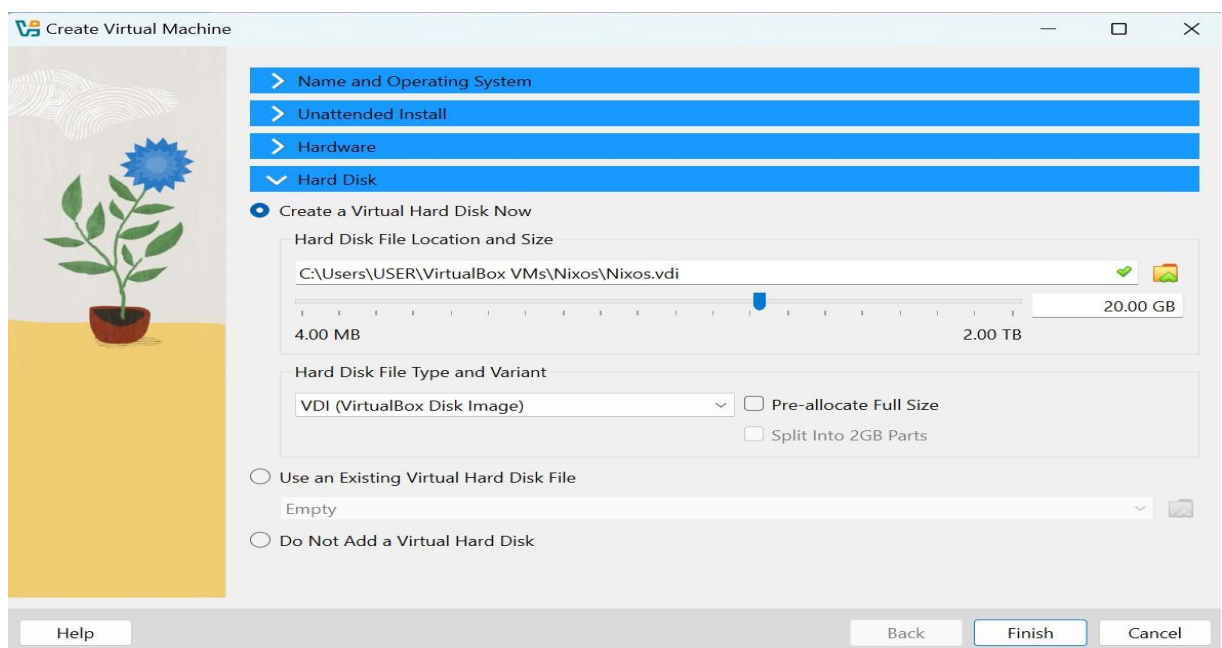 Create Virtual Machine
Name and Operating System
Unattended Install
Hardware
Hard Disk
Create a Virtual Hard Disk Now
Hard Disk File Location and Size
C:\Users\USER\VirtualBox VMs\Nixos\Nixos.vdi
20.00 GB
4.00 MB 2.00 TB
Hard Disk File Type and Variant
VDI (VirtualBox Disk Image) Pre-allocate Full Size
Split Into 2GB Parts
Use an Existing Virtual Hard Disk File
Empty
Do Not Add a Virtual Hard Disk
Help Back Finish Cancel